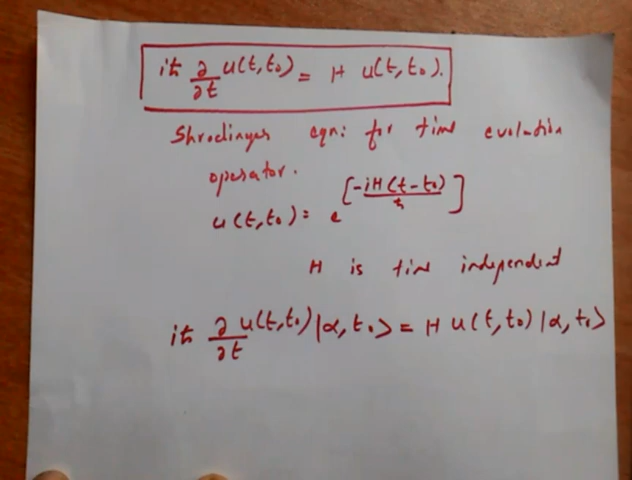 iħ ∂/∂t U(t,t₀) = H U(t,t₀).
Shrodinger eqn: for time evolution
operator.
U(t,t₀) = e^[-iH(t-t₀)/ħ]
H is time independent
iħ ∂/∂t U(t,t₀)|α,t₀> = H U(t,t₀)|α,t₀>